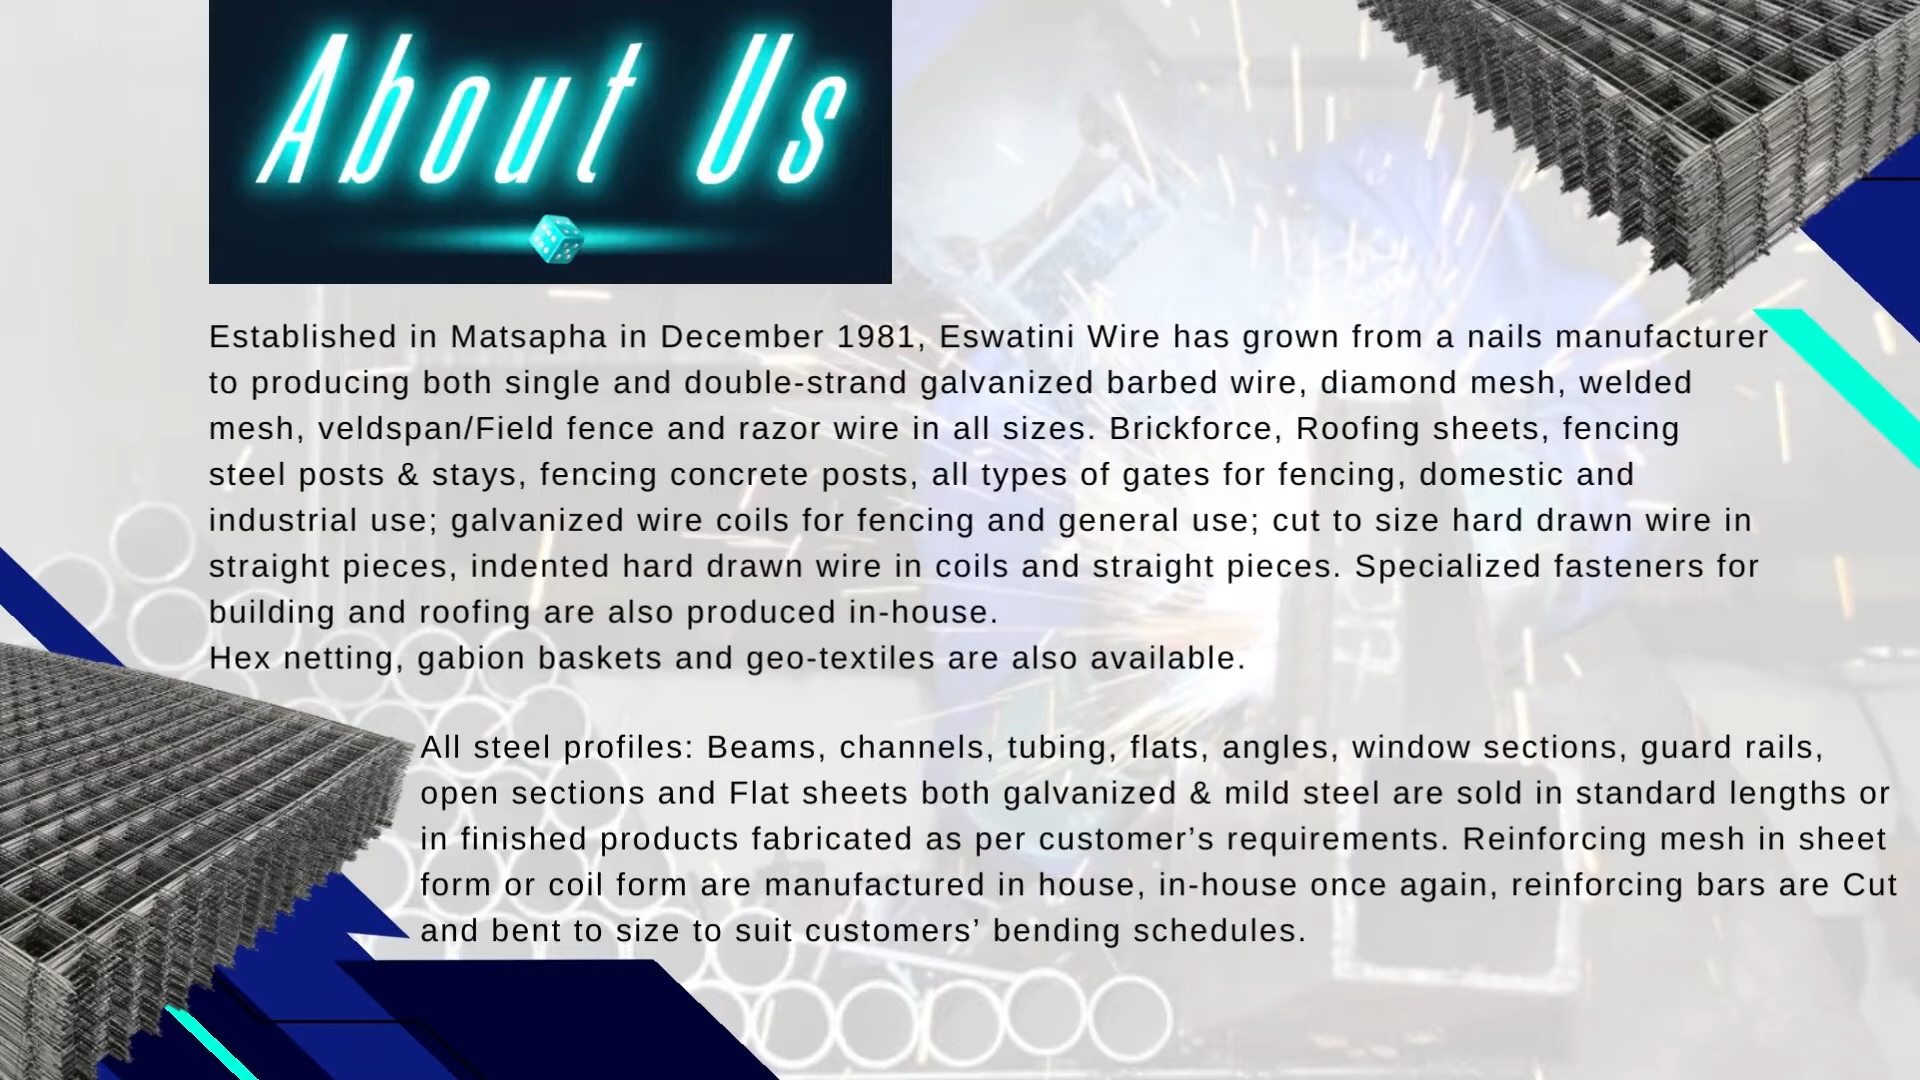 About Us
Established in Matsapha in December 1981, Eswatini Wire has grown from a nails manufacturer
to producing both single and double-strand galvanized barbed wire, diamond mesh, welded
mesh, veldspan/Field fence and razor wire in all sizes. Brickforce, Roofing sheets, fencing
steel posts & stays, fencing concrete posts, all types of gates for fencing, domestic and
industrial use; galvanized wire coils for fencing and general use; cut to size hard drawn wire in
straight pieces, indented hard drawn wire in coils and straight pieces. Specialized fasteners for
building and roofing are also produced in-house.
Hex netting, gabion baskets and geo-textiles are also available.
All steel profiles: Beams, channels, tubing, flats, angles, window sections, guard rails,
open sections and Flat sheets both galvanized & mild steel are sold in standard lengths or
in finished products fabricated as per customer’s requirements. Reinforcing mesh in sheet
form or coil form are manufactured in house, in-house once again, reinforcing bars are Cut
and bent to size to suit customers’ bending schedules.